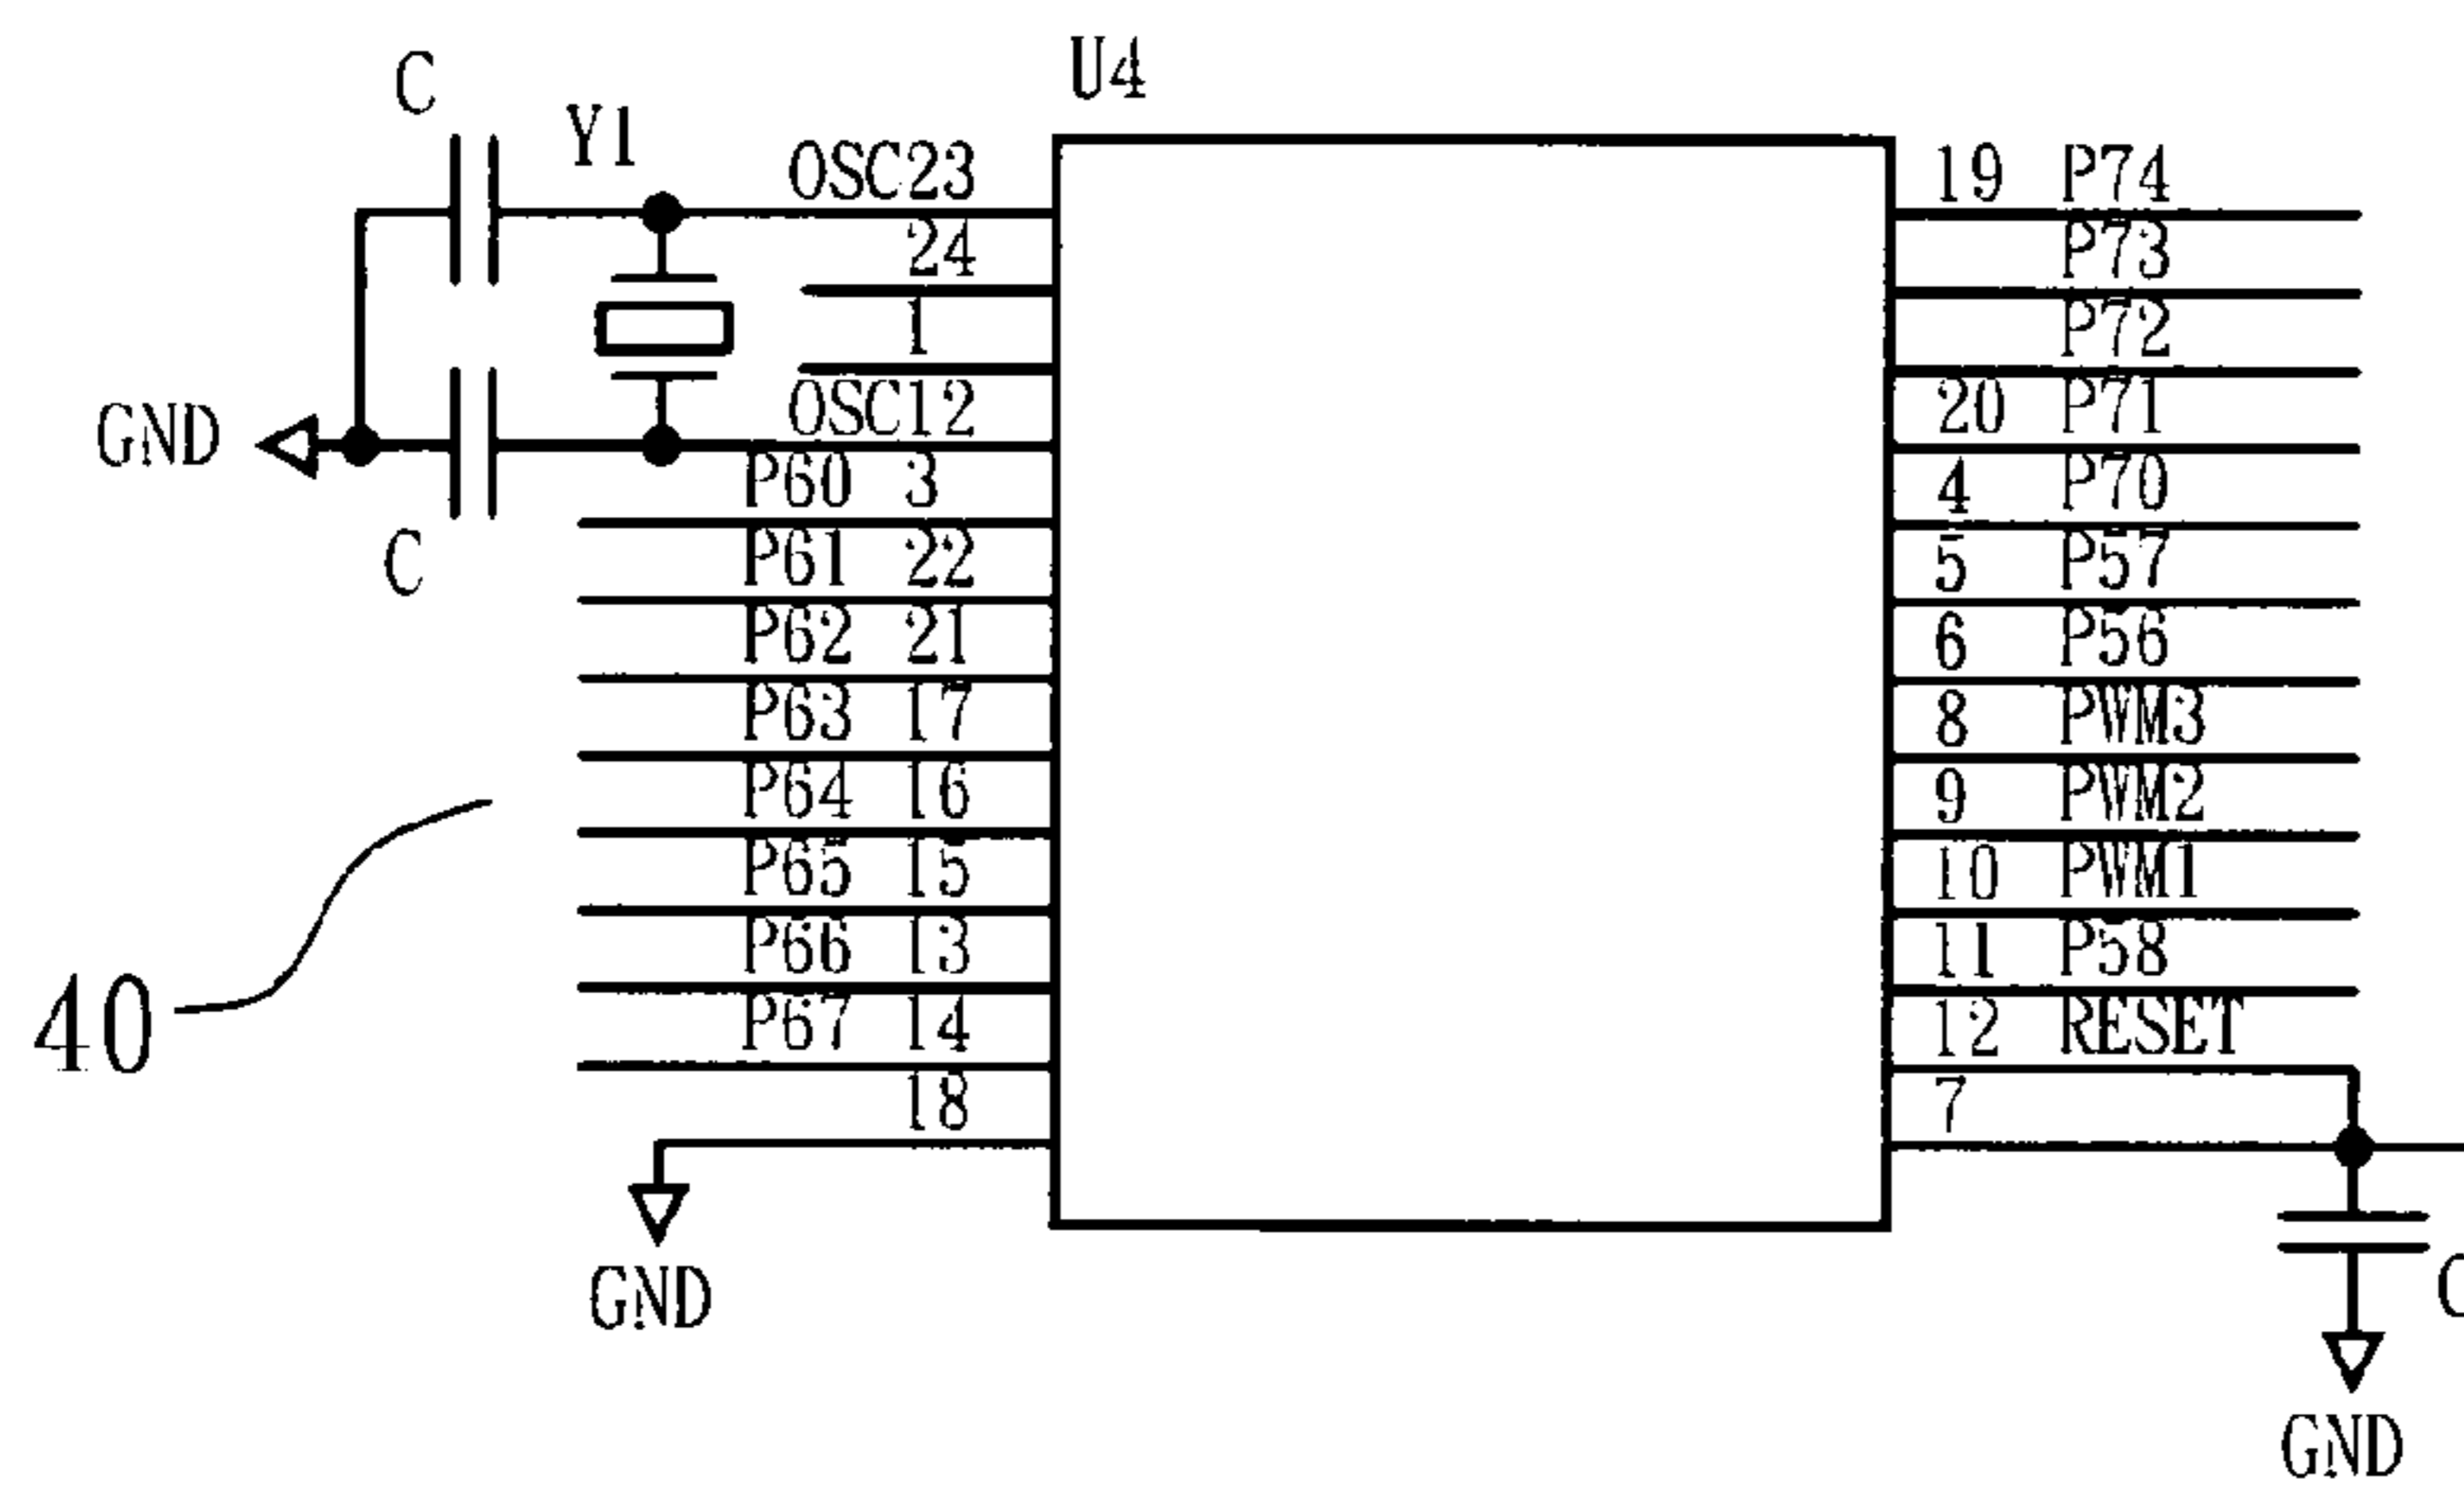 U4
C
Y1
OSC23
24
1
OSC12
GND
P60 3
C
P61 22
P62 21
P63 17
P64 16
P65 15
P66 13
P67 14
18
GND
40
19 P74
P73
P72
20 P71
4 P70
5 P57
6 P56
8 PWM3
9 PWM2
10 PWM1
11 P58
12 RESET
7
GND